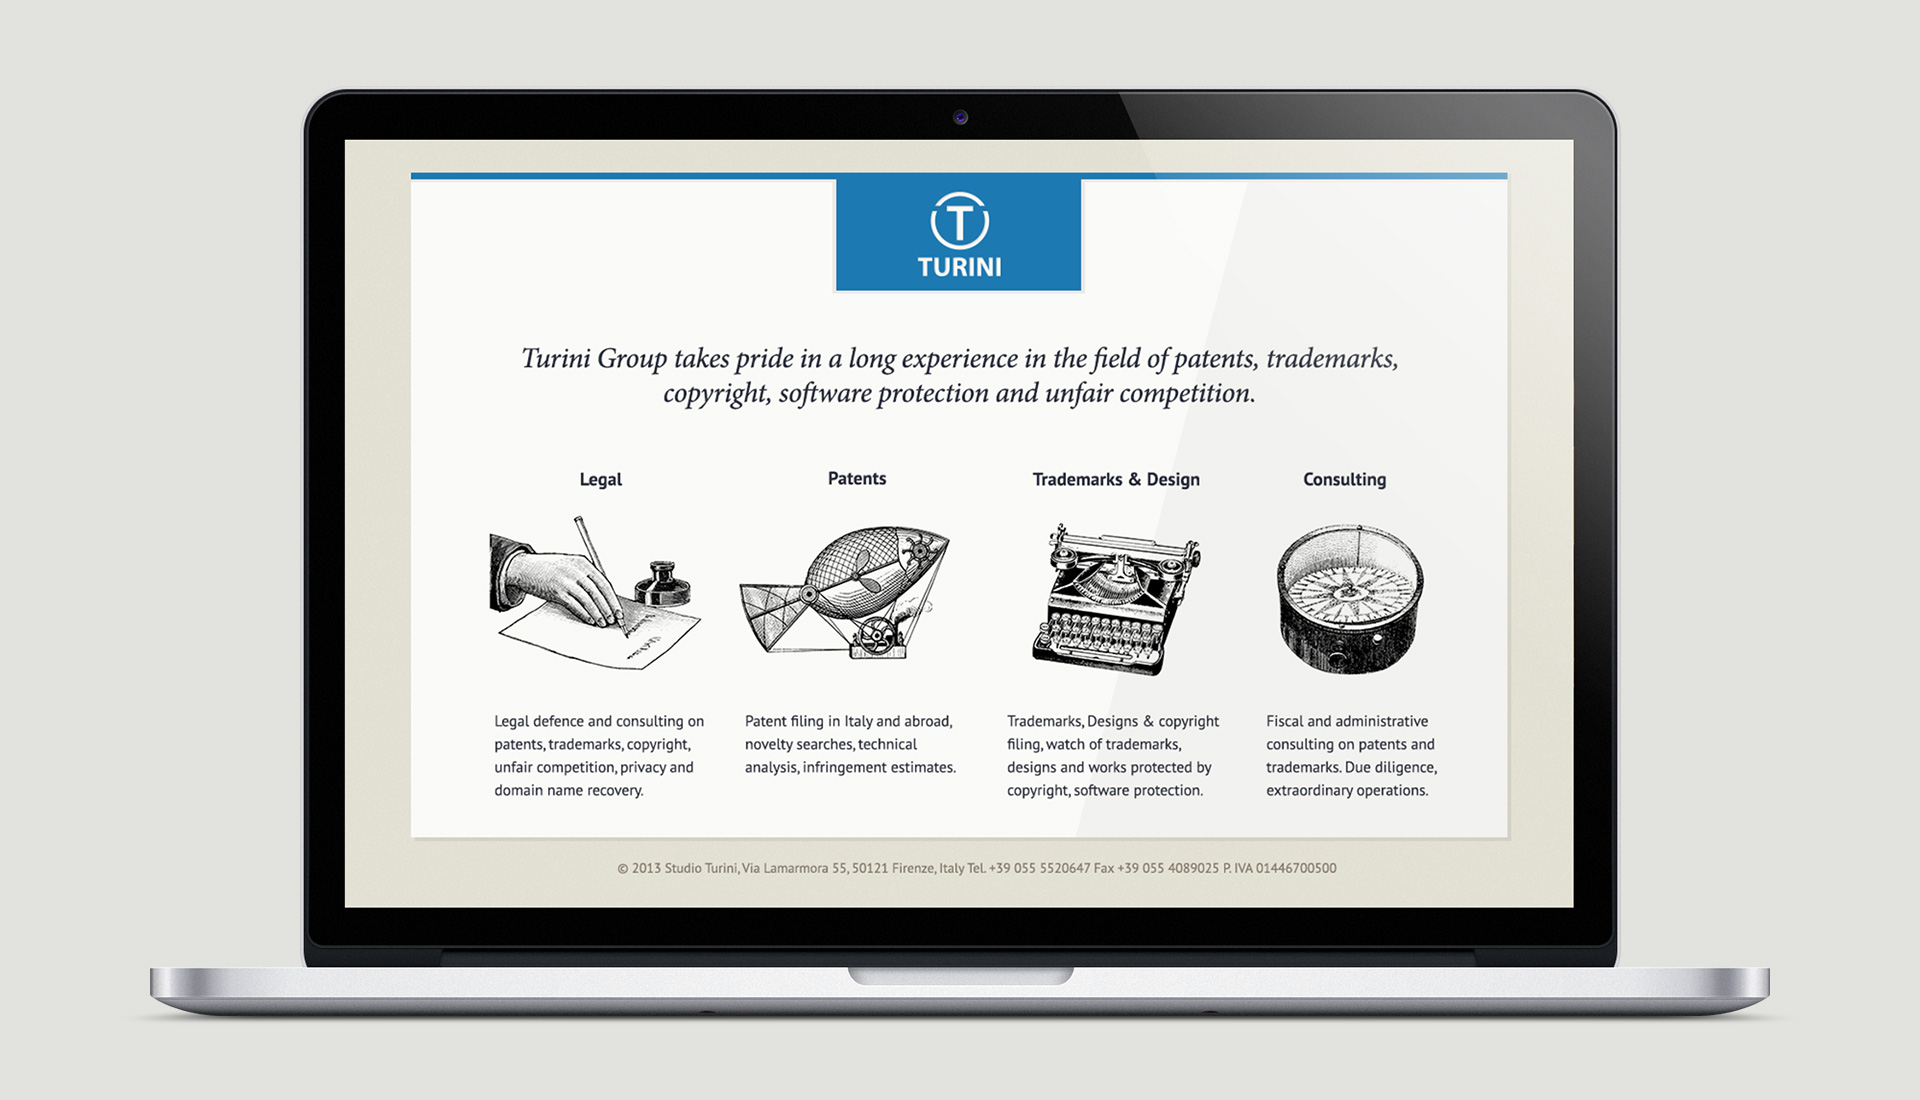 T
TURINI
Turini Group takes pride in a long experience in the field of patents, trademarks,
copyright, software protection and unfair competition.
Legal
Patents
Trademarks & Design
Consulting
Legal defence and consulting on
patents, trademarks, copyright,
unfair competition, privacy and
domain name recovery.
Patent filing in Italy and abroad,
novelty searches, technical
analysis, infringement estimates.
Trademarks, Designs & copyright
filing, watch of trademarks,
designs and works protected by
copyright, software protection.
Fiscal and administrative
consulting on patents and
trademarks. Due diligence,
extraordinary operations.
© 2013 Studio Turini, Via Lamarmora 55, 50121 Firenze, Italy Tel. +39 055 5520647 Fax +39 055 4089025 P. IVA 01446700500